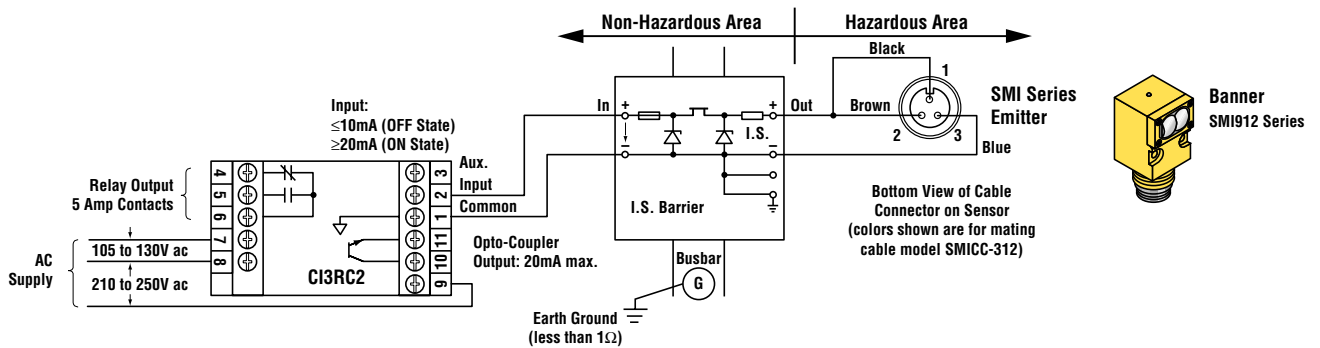 Non-Hazardous Area
Hazardous Area
Black
1
Input:
≤10mA (OFF State)
≥20mA (ON State)
In
+
+
Out
Brown
SMI Series
Emitter
Banner
SMI912 Series
I.S.
2
3
Blue
–
–
Relay Output
5 Amp Contacts
4
5
6
7
8
3
2
1
11
10
9
Aux.
Input
Common
I.S. Barrier
Bottom View of Cable
Connector on Sensor
(colors shown are for mating
cable model SMICC-312)
AC
Supply
105 to 130V ac
210 to 250V ac
CI3RC2
Opto-Coupler
Output: 20mA max.
Busbar
G
Earth Ground
(less than 1Ω)